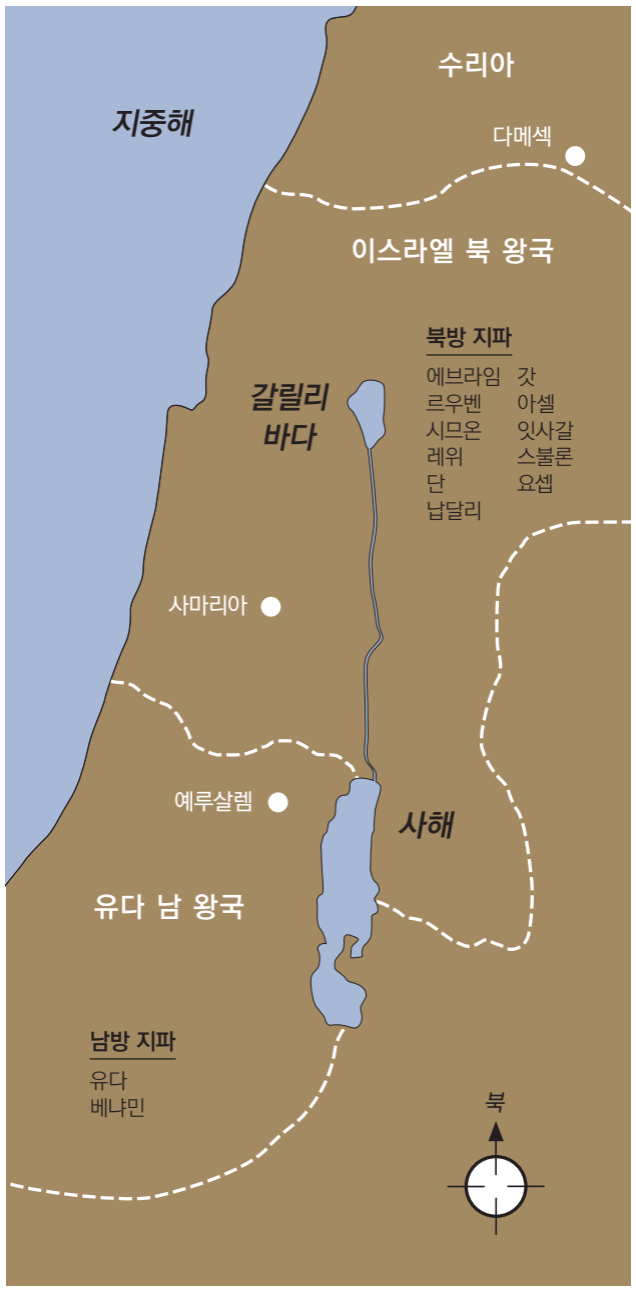 수리아
지중해
다메섹
이스라엘 북 왕국
북방 지파
에브라임 갓
르우벤 아셀
시므온 잇사갈
레위 스불론
단 요셉
납달리
갈릴리
바다
사마리아
예루살렘
사해
유다 남 왕국
남방 지파
유다
베냐민
북